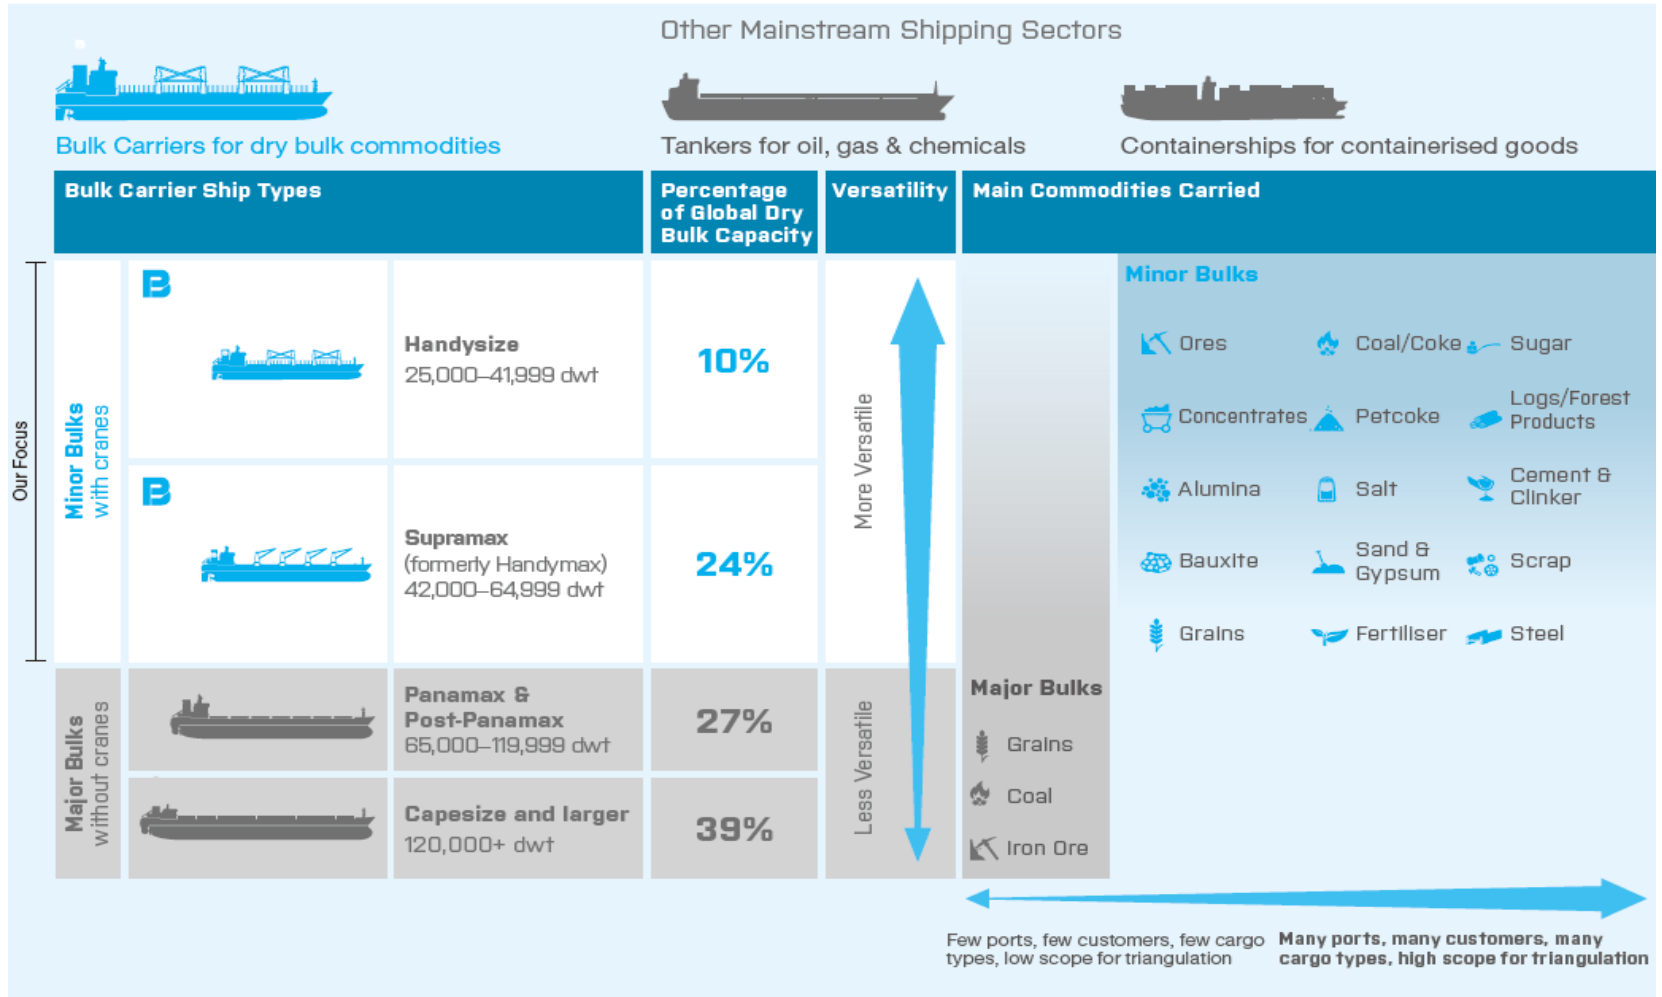 Other Mainstream Shipping Sectors
Bulk Carriers for dry bulk commodities
Tankers for oil, gas & chemicals
Containerships for containerised goods
Bulk Carrier Ship Types
Percentage
of Global Dry
Bulk Capacity
Versatility
Main Commodities Carried
Our Focus
Minor Bulks
with cranes
B
Handysize
25,000–41,999 dwt
10%
B
Supramax
(formerly Handymax)
42,000–64,999 dwt
24%
More Versatile
Major Bulks
without cranes
Panamax &
Post-Panamax
65,000–119,999 dwt
27%
Capesize and larger
120,000+ dwt
39%
Less Versatile
Minor Bulks
Ores
Coal/Coke
Sugar
Concentrates
Petcoke
Logs/Forest
Products
Alumina
Salt
Cement &
Clinker
Bauxite
Sand &
Gypsum
Scrap
Grains
Fertiliser
Steel
Major Bulks
Grains
Coal
Iron Ore
Few ports, few customers, few cargo
types, low scope for triangulation
Many ports, many customers, many
cargo types, high scope for triangulation